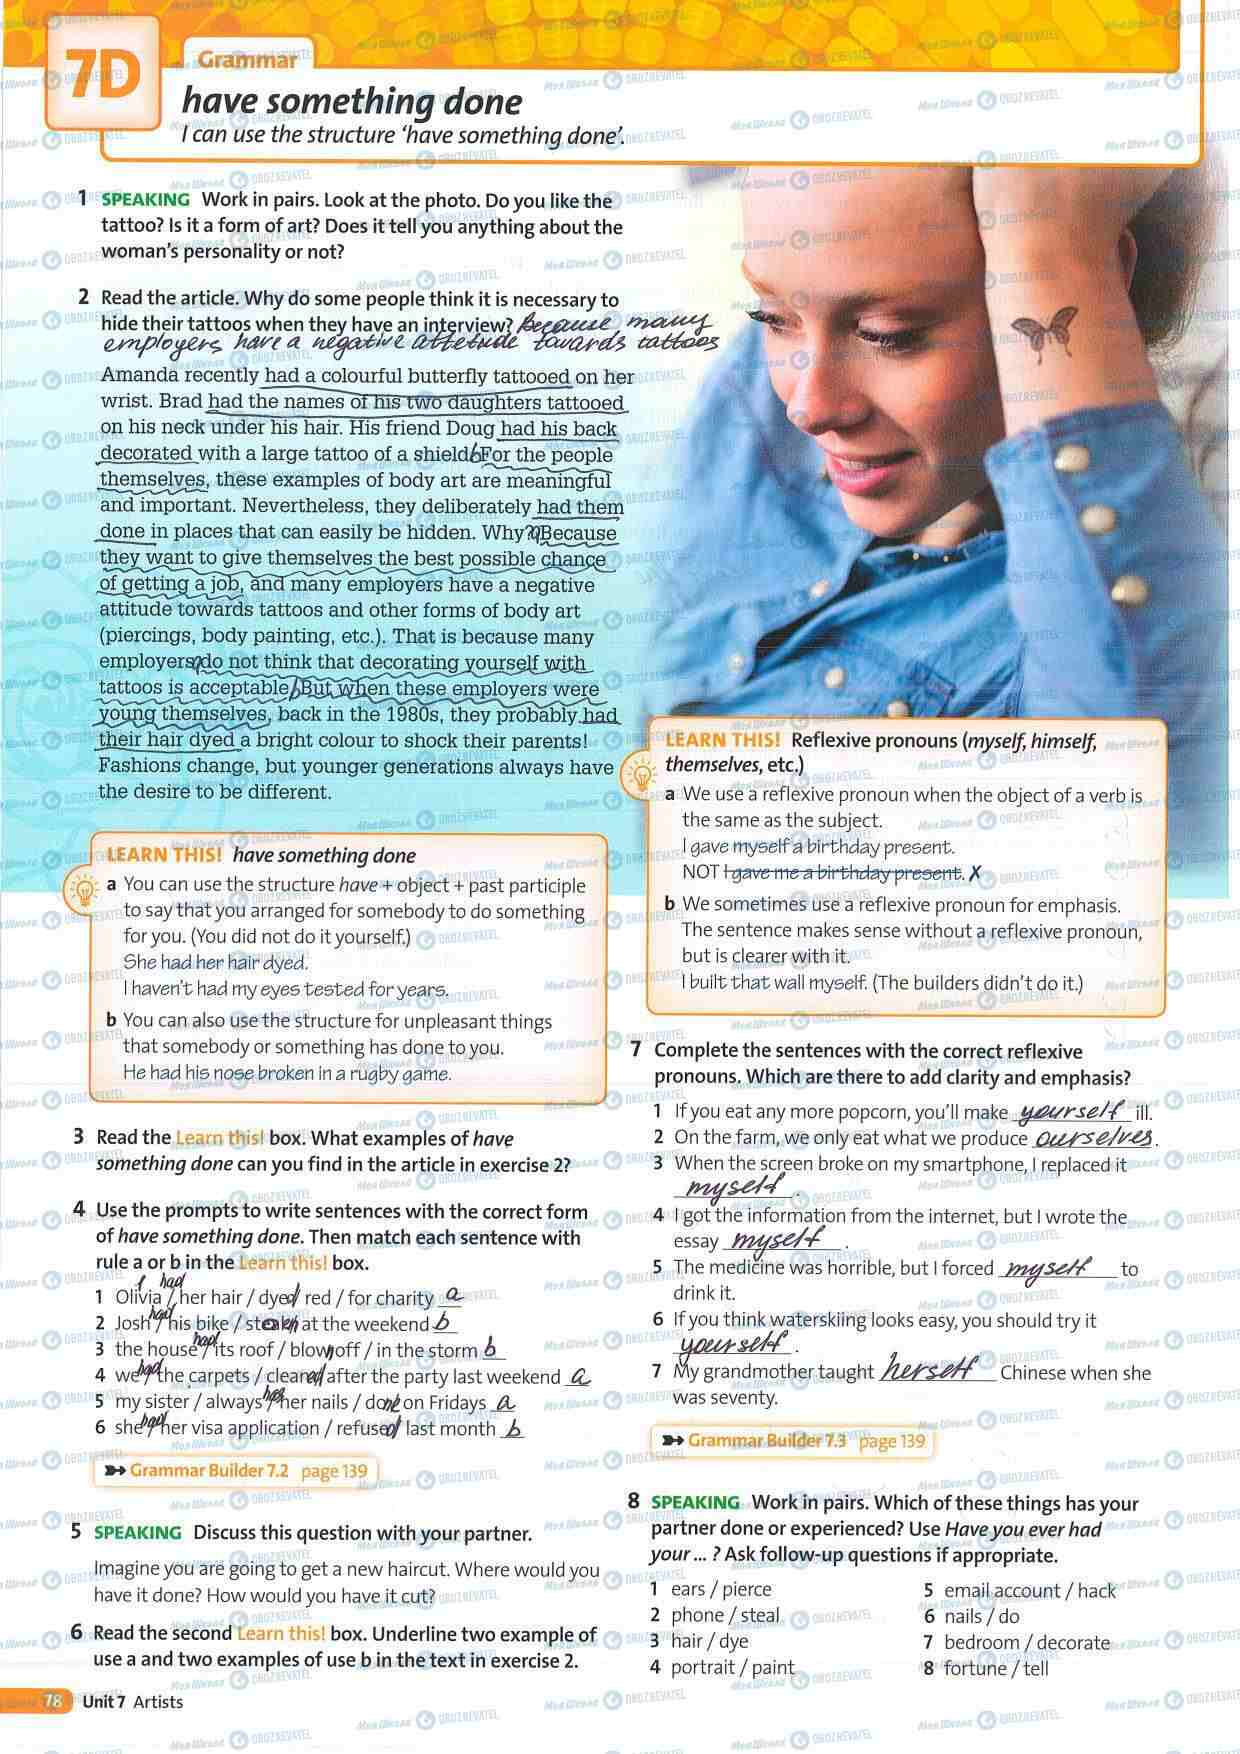 7D
Grammar
have something done
I can use the structure 'have something done'.
1 SPEAKING Work in pairs. Look at the photo. Do you like the
tattoo? Is it a form of art? Does it tell you anything about the
woman's personality or not?
2 Read the article. Why do some people think it is necessary to
hide their tattoos when they have an interview? Because many
employers have a negative attetude towards tattoos
Amanda recently had a colourful butterfly tattooed on her
wrist. Brad had the names of his two daughters tattooed
on his neck under his hair. His friend Doug had his back
decorated with a large tattoo of a shield. b For the people
themselves, these examples of body art are meaningful
and important. Nevertheless, they deliberately had them
done in places that can easily be hidden. Why? a Because
they want to give themselves the best possible chance
of getting a job, and many employers have a negative
attitude towards tattoos and other forms of body art
(piercings, body painting, etc.). That is because many
employers a do not think that decorating yourself with
tattoos is acceptable. b But when these employers were
young themselves, back in the 1980s, they probably had
their hair dyed a bright colour to shock their parents!
Fashions change, but younger generations always have
the desire to be different.
LEARN THIS! have something done
a You can use the structure have + object + past participle
to say that you arranged for somebody to do something
for you. (You did not do it yourself.)
She had her hair dyed.
I haven't had my eyes tested for years.
b You can also use the structure for unpleasant things
that somebody or something has done to you.
He had his nose broken in a rugby game.
3 Read the Learn this! box. What examples of have
something done can you find in the article in exercise 2?
4 Use the prompts to write sentences with the correct form
of have something done. Then match each sentence with
rule a or b in the Learn this! box.
1 Olivia / had her hair / dyed red / for charity a
2 Josh / had his bike / stolen at the weekend b
3 the house / had its roof / blown off / in the storm b
4 we / had the carpets / cleaned after the party last weekend a
5 my sister / always / has her nails / done on Fridays a
6 she / had her visa application / refused last month b
Grammar Builder 7.2 page 139
5 SPEAKING Discuss this question with your partner.
Imagine you are going to get a new haircut. Where would you
have it done? How would you have it cut?
6 Read the second Learn this! box. Underline two example of
use a and two examples of use b in the text in exercise 2.
78 Unit 7 Artists
LEARN THIS! Reflexive pronouns (myself, himself,
themselves, etc.)
a We use a reflexive pronoun when the object of a verb is
the same as the subject.
I gave myself a birthday present.
NOT I gave me a birthday present. ✗
b We sometimes use a reflexive pronoun for emphasis.
The sentence makes sense without a reflexive pronoun,
but is clearer with it.
I built that wall myself. (The builders didn't do it.)
7 Complete the sentences with the correct reflexive
pronouns. Which are there to add clarity and emphasis?
1 If you eat any more popcorn, you'll make yourself ill.
2 On the farm, we only eat what we produce ourselves.
3 When the screen broke on my smartphone, I replaced it
myself.
4 I got the information from the internet, but I wrote the
essay myself.
5 The medicine was horrible, but I forced myself to
drink it.
6 If you think waterskiing looks easy, you should try it
yourself.
7 My grandmother taught herself Chinese when she
was seventy.
Grammar Builder 7.3 page 139
8 SPEAKING Work in pairs. Which of these things has your
partner done or experienced? Use Have you ever had
your ... ? Ask follow-up questions if appropriate.
1 ears / pierce
2 phone / steal
3 hair / dye
4 portrait / paint
5 email account / hack
6 nails / do
7 bedroom / decorate
8 fortune / tell
Моя Школа OBOZREVATEL